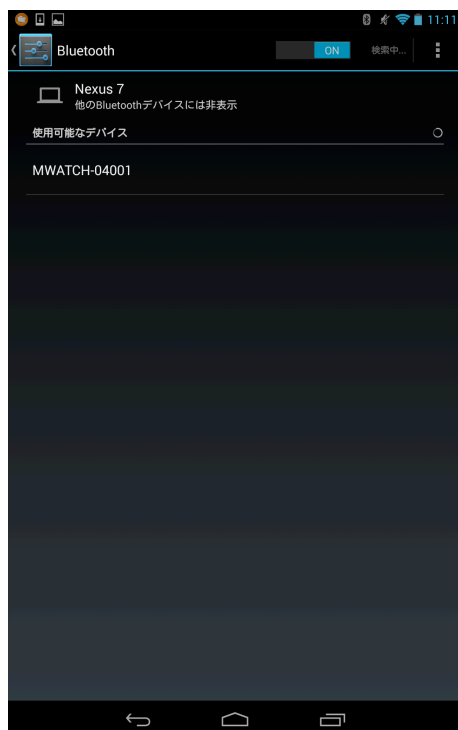 11:11
Bluetooth
ON
検索中...
Nexus 7
他のBluetoothデバイスには非表示
使用可能なデバイス
MWATCH-04001